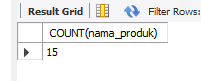 Result Grid Filter Rows:
COUNT(nama_produk)
15